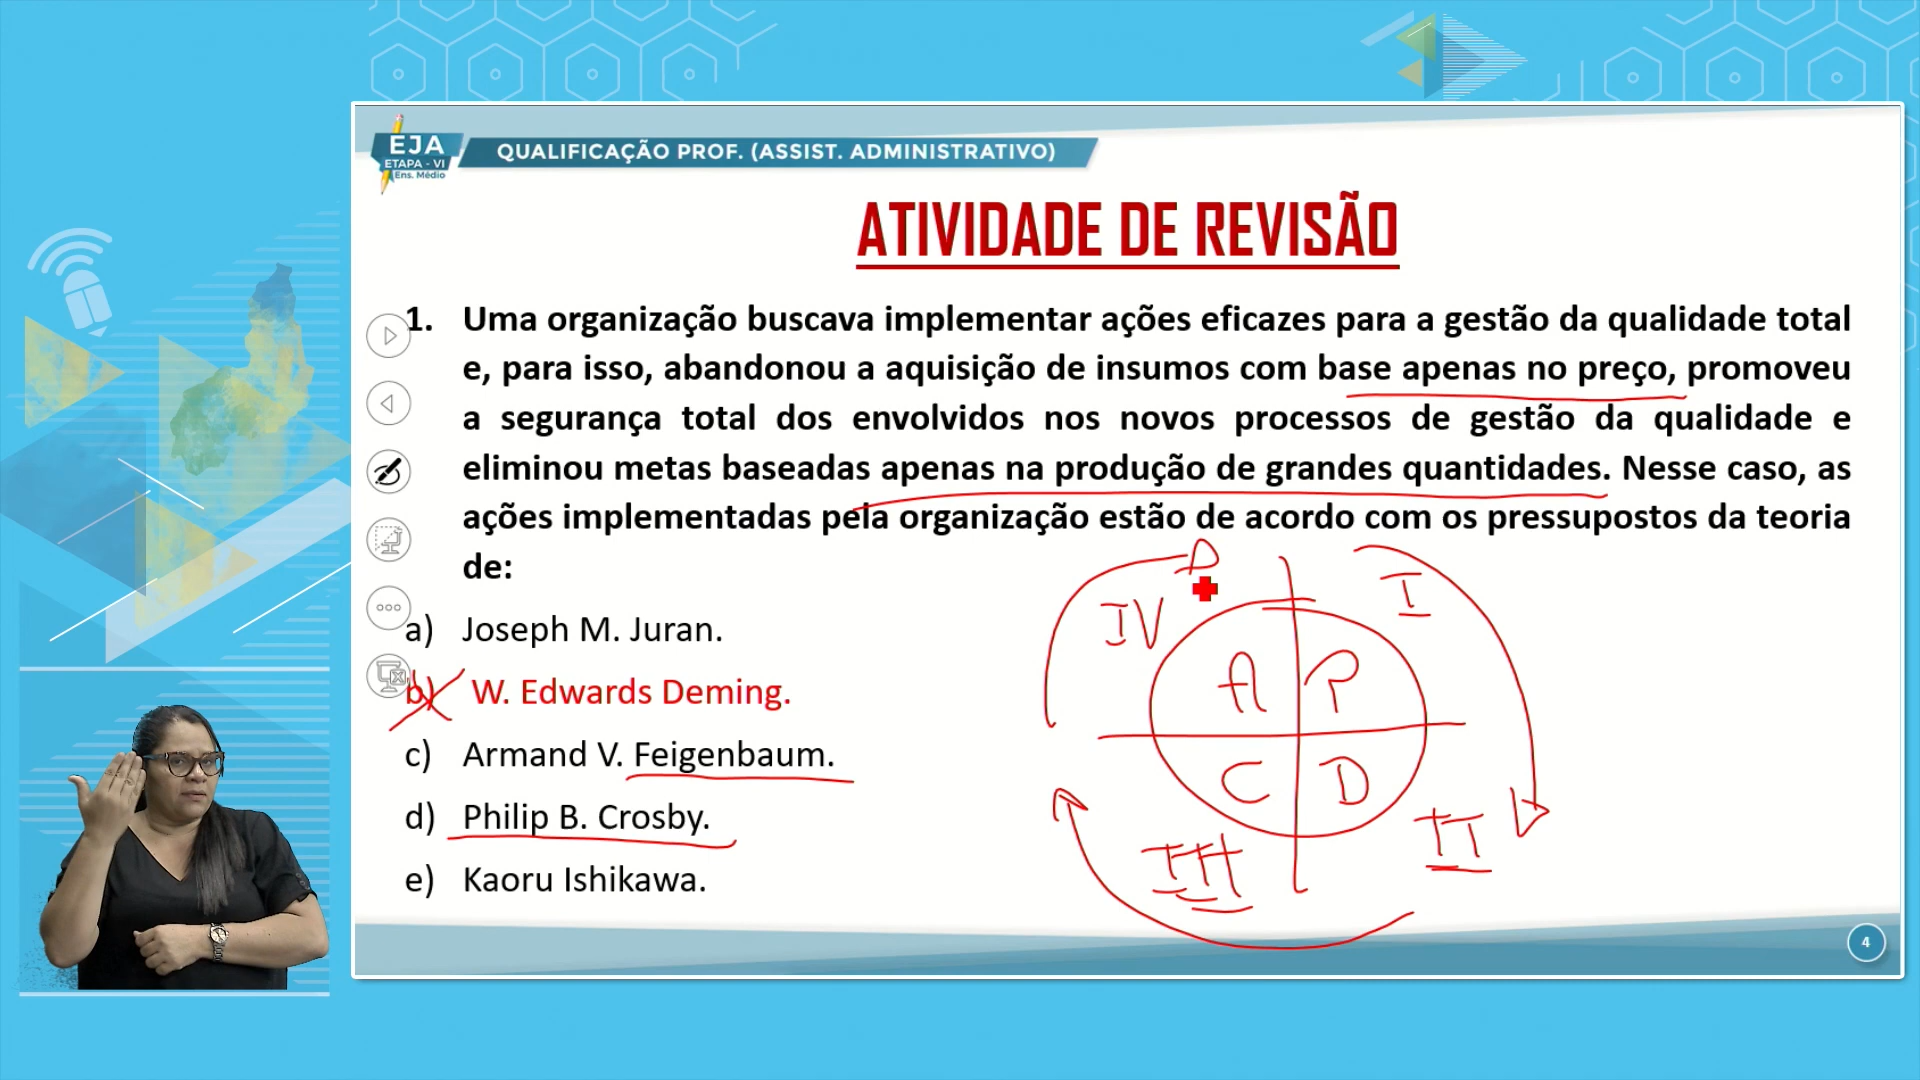 EJA
ETAPA - VI
Ens. Médio
QUALIFICAÇÃO PROF. (ASSIST. ADMINISTRATIVO)
ATIVIDADE DE REVISÃO
1. Uma organização buscava implementar ações eficazes para a gestão da qualidade total
e, para isso, abandonou a aquisição de insumos com base apenas no preço, promoveu
a segurança total dos envolvidos nos novos processos de gestão da qualidade e
eliminou metas baseadas apenas na produção de grandes quantidades. Nesse caso, as
ações implementadas pela organização estão de acordo com os pressupostos da teoria
de:
a) Joseph M. Juran.
b) W. Edwards Deming.
c) Armand V. Feigenbaum.
d) Philip B. Crosby.
e) Kaoru Ishikawa.
IV I
A P
C D
III II
4